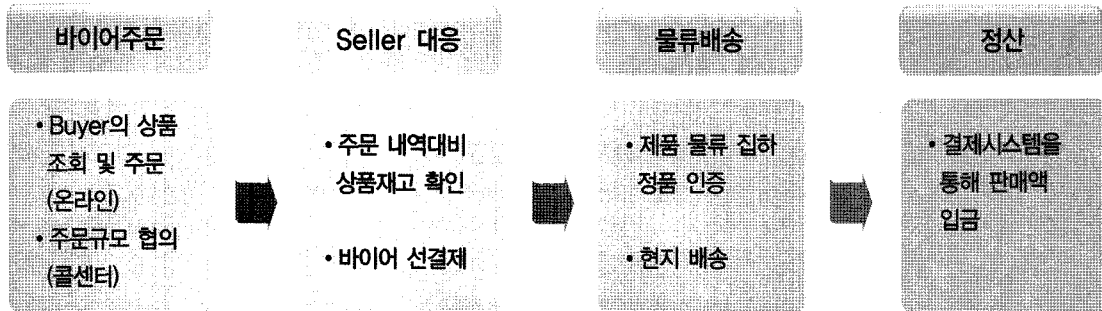 바이어주문
• Buyer의 상품
조회 및 주문
(온라인)
• 주문규모 협의
(콜센터)
Seller 대응
• 주문 내역대비
상품재고 확인
• 바이어 선결제
물류배송
• 제품 물류 집하
정품 인증
• 현지 배송
정산
• 결제시스템을
통해 판매액
입금